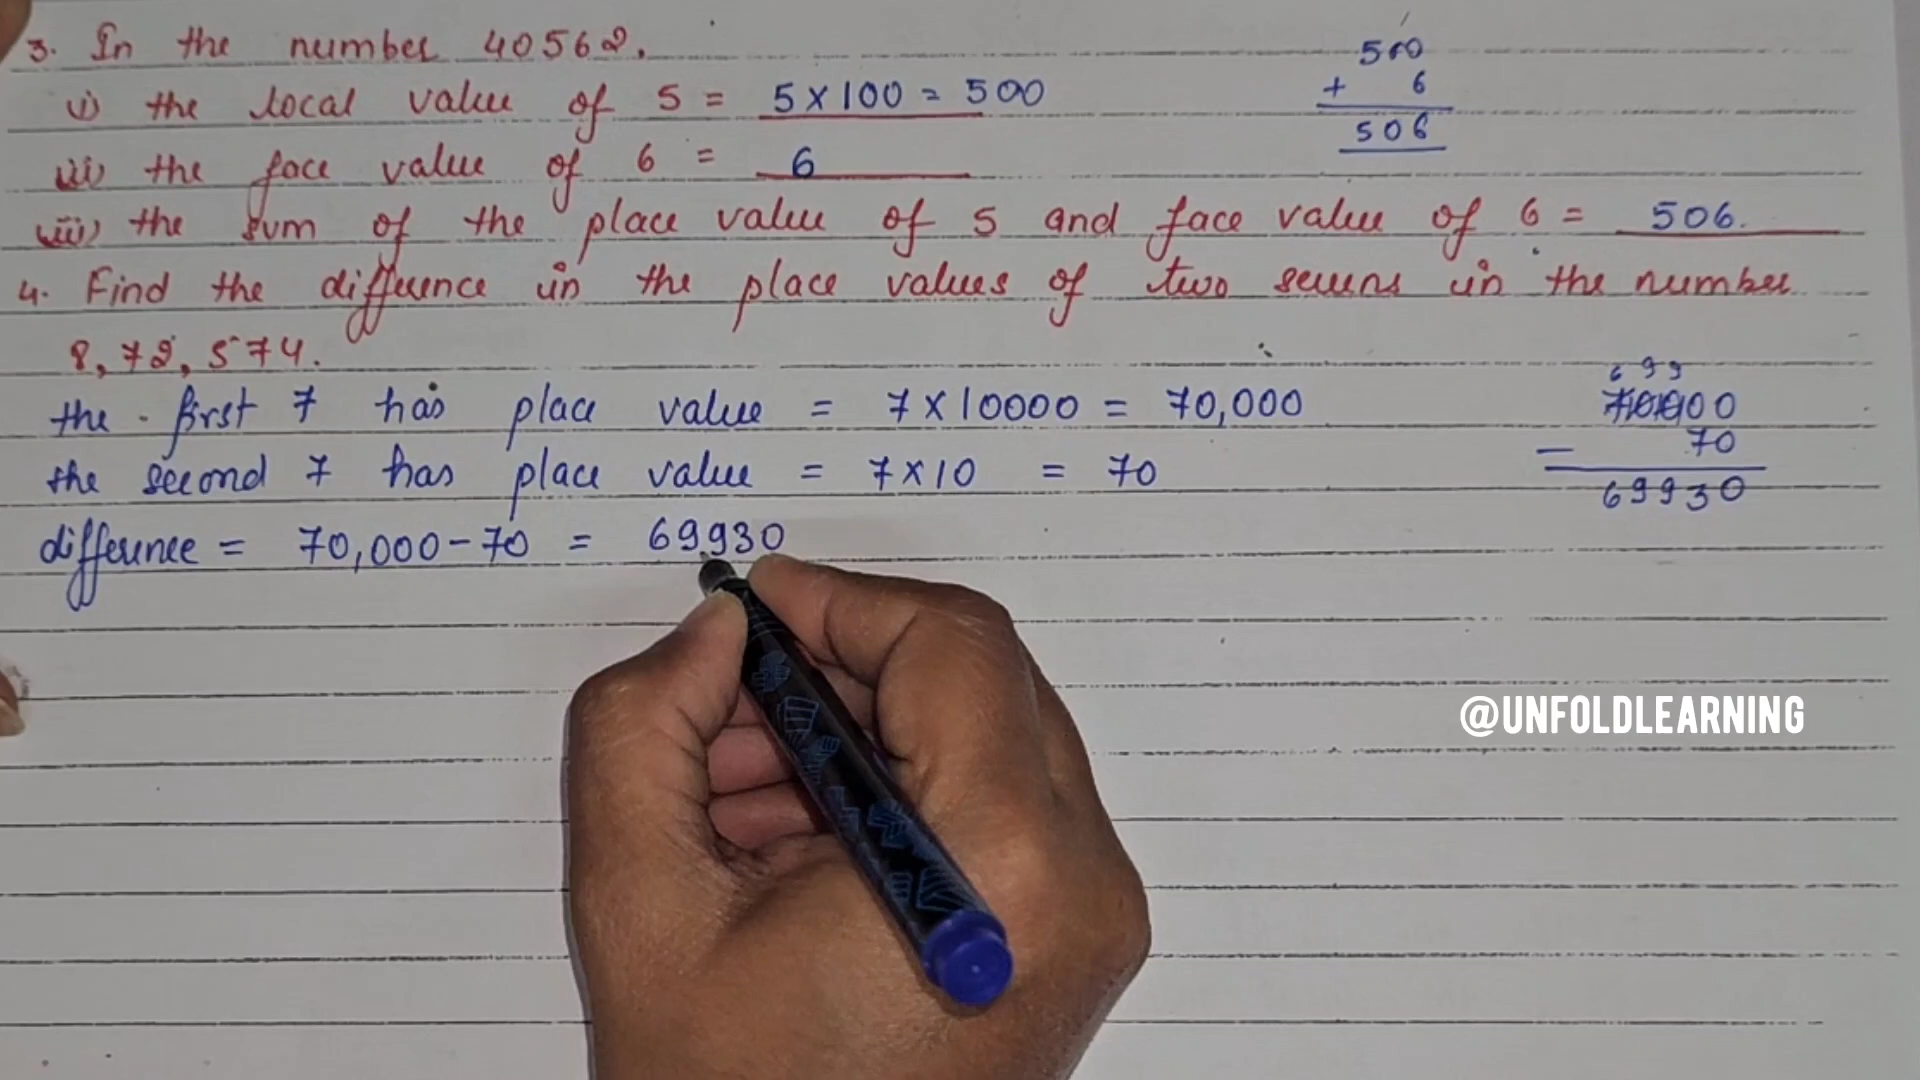 3. In the number 40562.
i) the local value of 5 = 5×100 = 500
ii) the face value of 6 = 6
iii) the sum of the place value of 5 and face value of 6 = 506.
500
+ 6
506
4. Find the difference in the place values of two sevens in the number
8,72,574.
the first 7 has place value = 7×10000 = 70,000
the second 7 has place value = 7×10 = 70
difference = 70,000-70 = 69930
6 9 9
70000
- 70
69930
@UNFOLDLEARNING